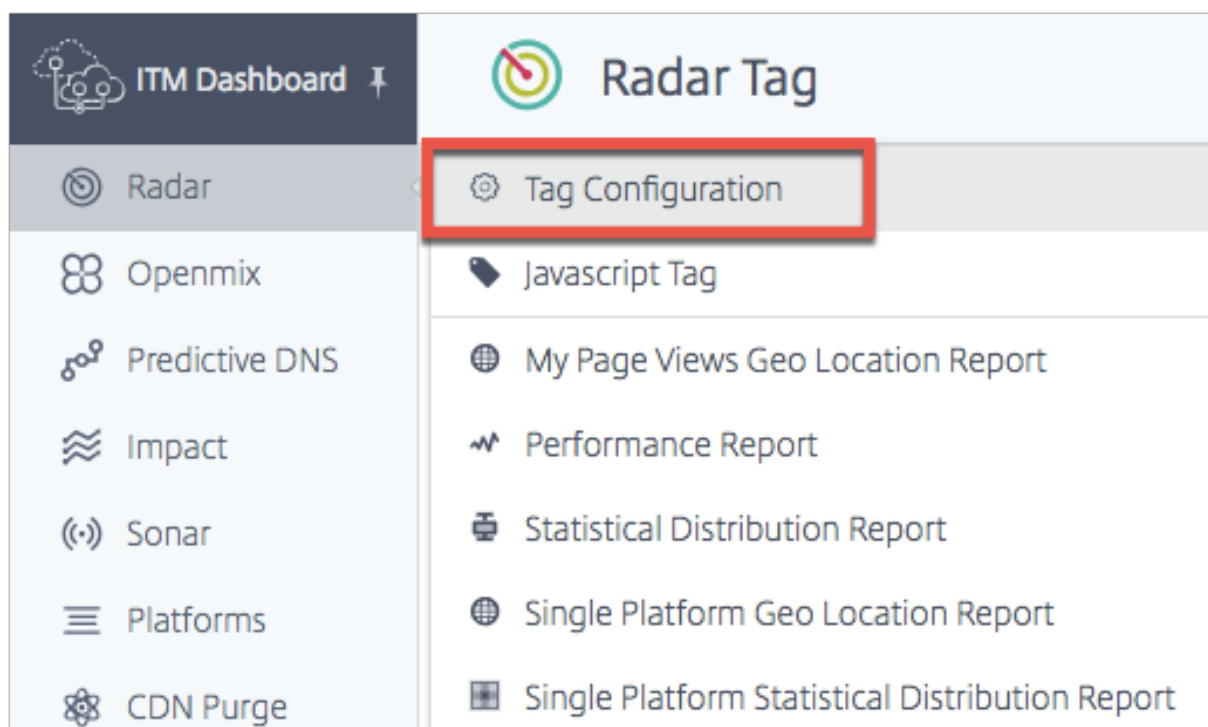 ITM Dashboard
Radar Tag
Radar
Openmix
Predictive DNS
Impact
Sonar
Platforms
CDN Purge
Tag Configuration
Javascript Tag
My Page Views Geo Location Report
Performance Report
Statistical Distribution Report
Single Platform Geo Location Report
Single Platform Statistical Distribution Report